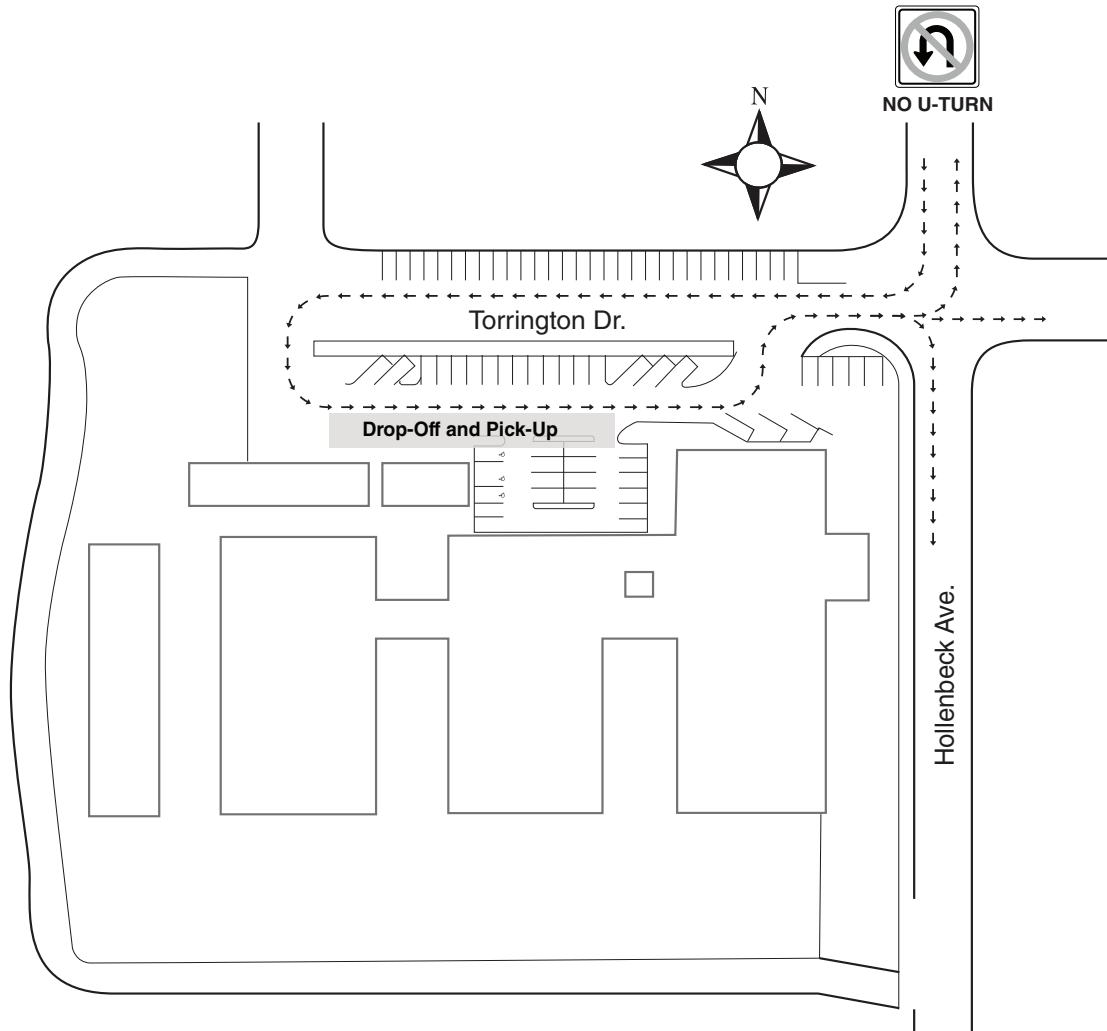 NO U-TURN
N
Torrington Dr.
Drop-Off and Pick-Up
Hollenbeck Ave.